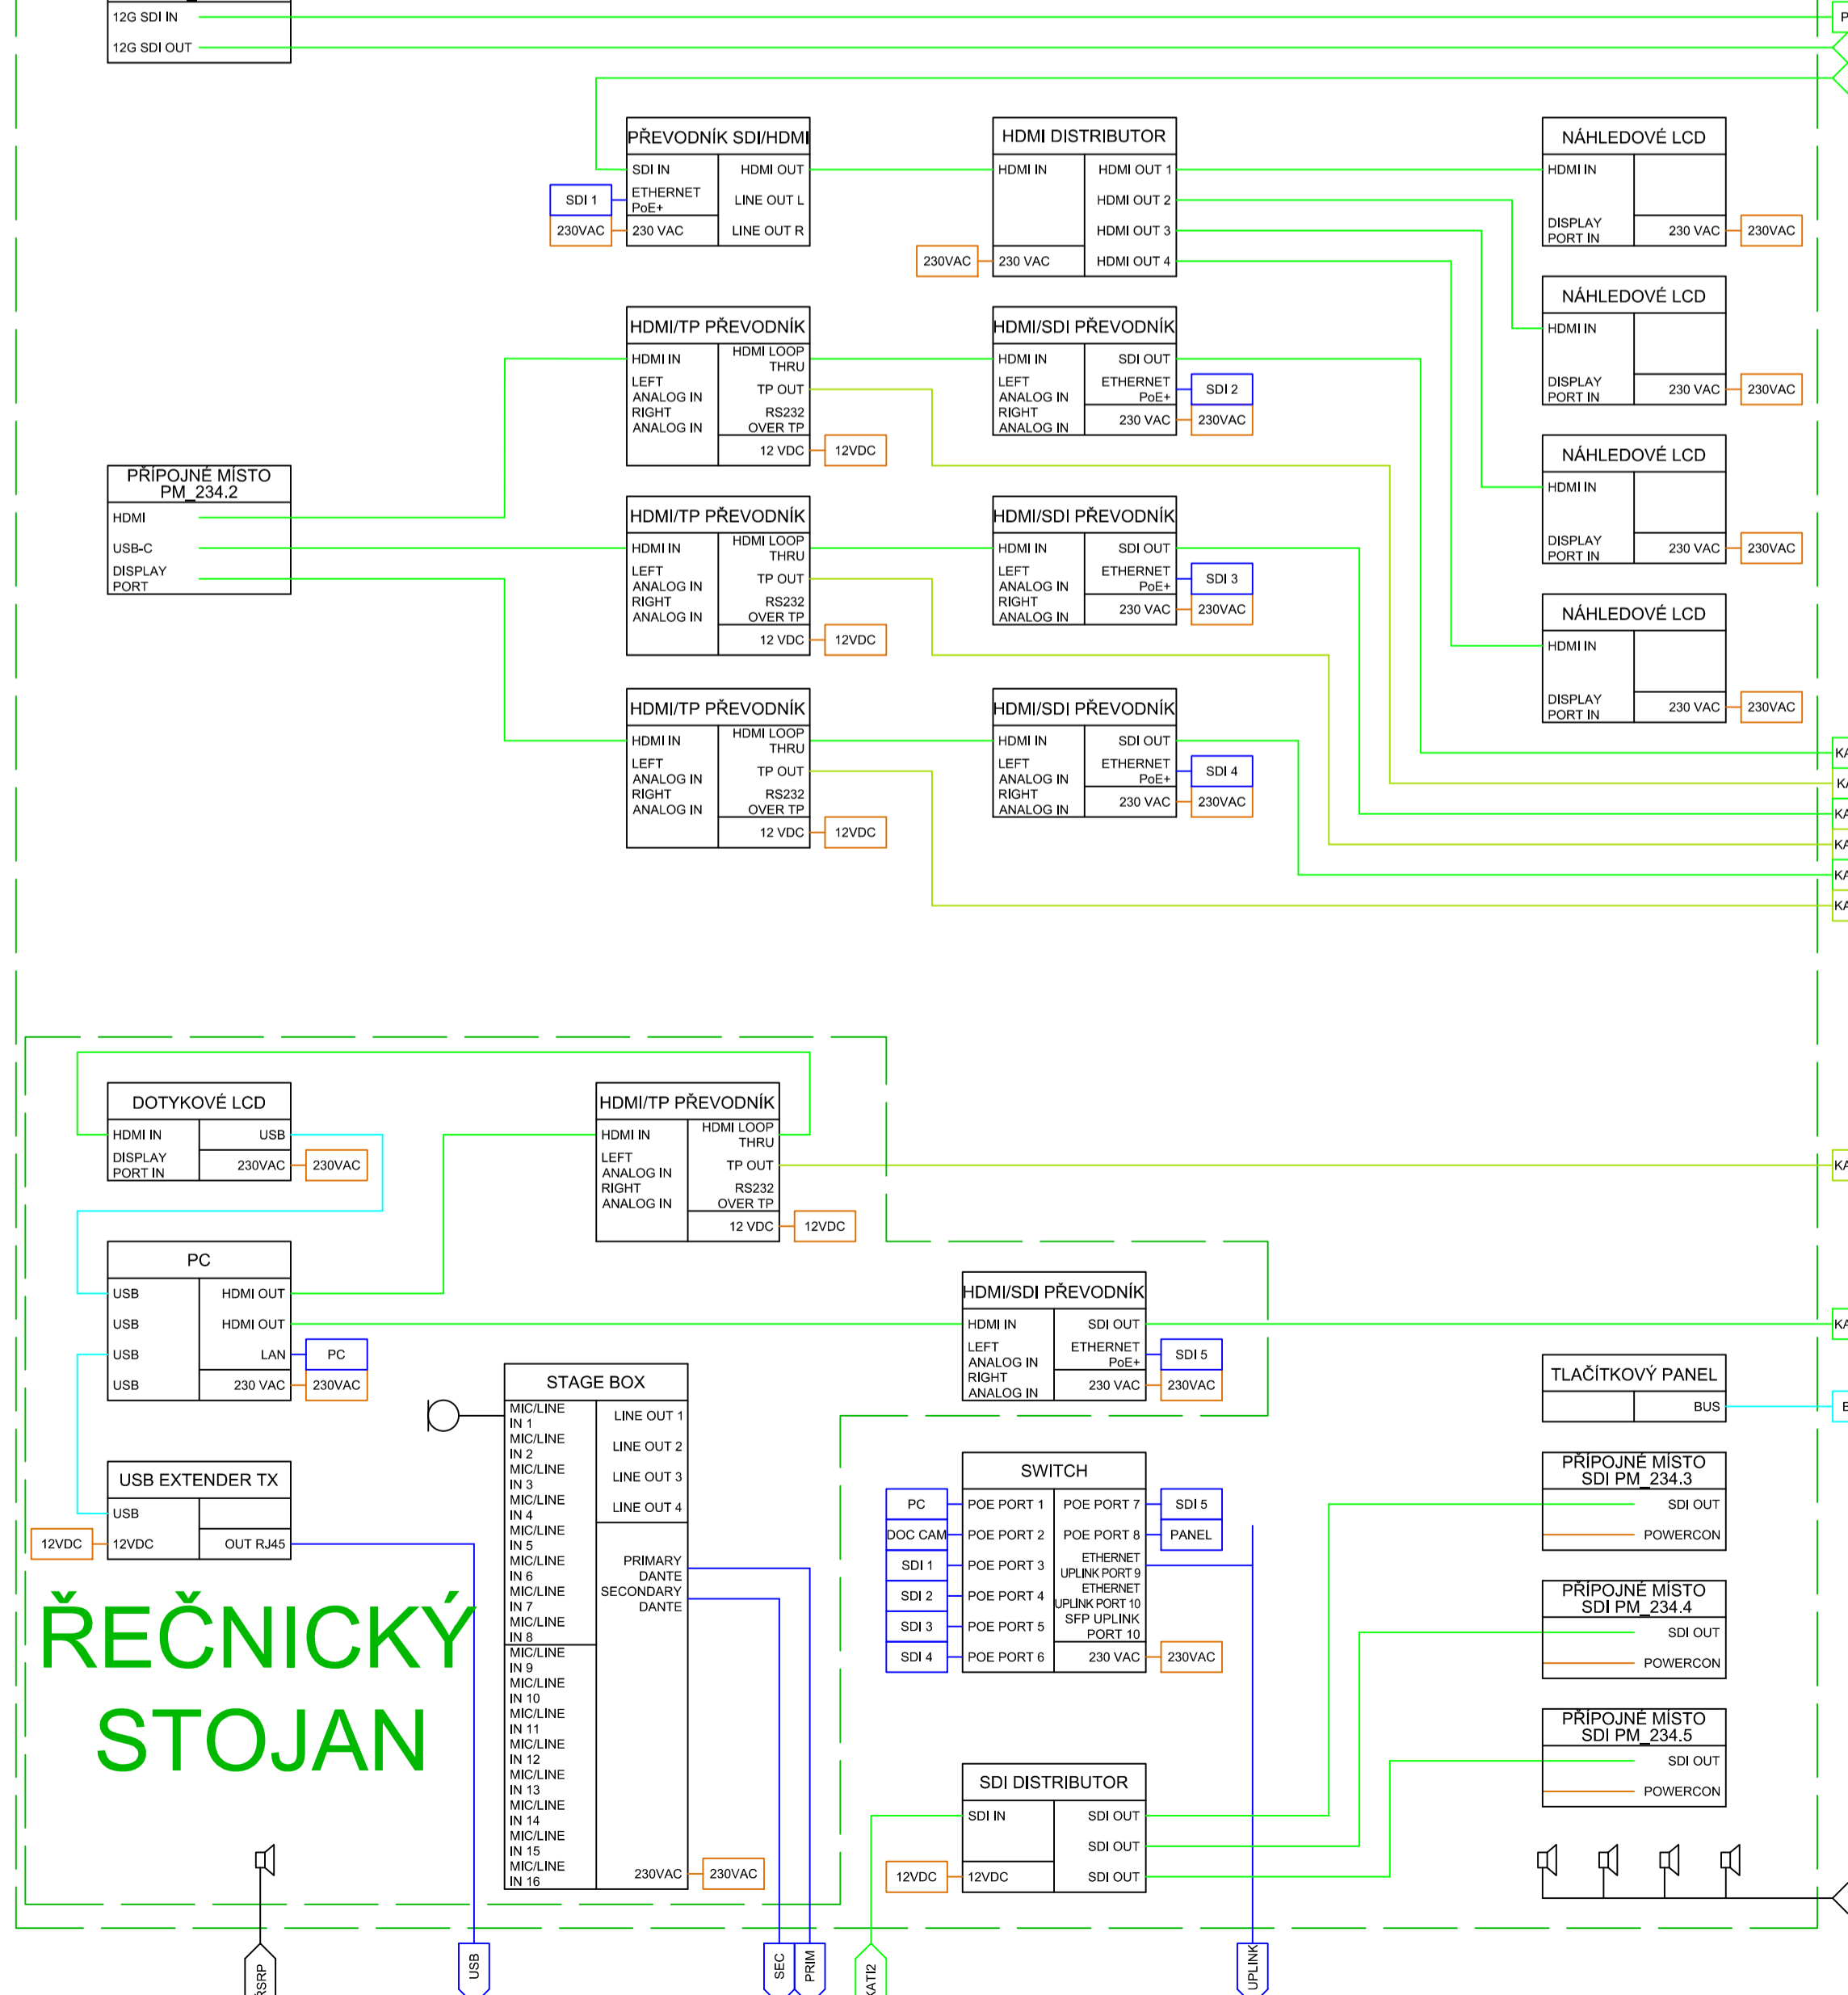 12G SDI IN
12G SDI OUT
PŘEVODNÍK SDI/HDMI
SDI IN
HDMI OUT
ETHERNET
PoE+
LINE OUT L
230 VAC
LINE OUT R
SDI 1
230VAC
HDMI DISTRIBUTOR
HDMI IN
HDMI OUT 1
HDMI OUT 2
HDMI OUT 3
230 VAC
HDMI OUT 4
230VAC
NÁHLEDOVÉ LCD
HDMI IN
DISPLAY
PORT IN
230 VAC
230VAC
NÁHLEDOVÉ LCD
HDMI IN
DISPLAY
PORT IN
230 VAC
230VAC
NÁHLEDOVÉ LCD
HDMI IN
DISPLAY
PORT IN
230 VAC
230VAC
NÁHLEDOVÉ LCD
HDMI IN
DISPLAY
PORT IN
230 VAC
230VAC
PŘÍPOJNÉ MÍSTO
PM_234.2
HDMI
USB-C
DISPLAY
PORT
HDMI/TP PŘEVODNÍK
HDMI IN
HDMI LOOP
THRU
LEFT
ANALOG IN
TP OUT
RIGHT
ANALOG IN
RS232
OVER TP
12 VDC
12VDC
HDMI/SDI PŘEVODNÍK
HDMI IN
SDI OUT
LEFT
ANALOG IN
ETHERNET
PoE+
RIGHT
ANALOG IN
230 VAC
SDI 2
230VAC
HDMI/TP PŘEVODNÍK
HDMI IN
HDMI LOOP
THRU
LEFT
ANALOG IN
TP OUT
RIGHT
ANALOG IN
RS232
OVER TP
12 VDC
12VDC
HDMI/SDI PŘEVODNÍK
HDMI IN
SDI OUT
LEFT
ANALOG IN
ETHERNET
PoE+
RIGHT
ANALOG IN
230 VAC
SDI 3
230VAC
HDMI/TP PŘEVODNÍK
HDMI IN
HDMI LOOP
THRU
LEFT
ANALOG IN
TP OUT
RIGHT
ANALOG IN
RS232
OVER TP
12 VDC
12VDC
HDMI/SDI PŘEVODNÍK
HDMI IN
SDI OUT
LEFT
ANALOG IN
ETHERNET
PoE+
RIGHT
ANALOG IN
230 VAC
SDI 4
230VAC
DOTYKOVÉ LCD
HDMI IN
USB
DISPLAY
PORT IN
230VAC
230VAC
HDMI/TP PŘEVODNÍK
HDMI IN
HDMI LOOP
THRU
LEFT
ANALOG IN
TP OUT
RIGHT
ANALOG IN
RS232
OVER TP
12 VDC
12VDC
PC
USB
HDMI OUT
USB
HDMI OUT
USB
LAN
USB
230 VAC
PC
230VAC
HDMI/SDI PŘEVODNÍK
HDMI IN
SDI OUT
LEFT
ANALOG IN
ETHERNET
PoE+
RIGHT
ANALOG IN
230 VAC
SDI 5
230VAC
USB EXTENDER TX
USB
12VDC
OUT RJ45
12VDC
STAGE BOX
MIC/LINE
IN 1
MIC/LINE
IN 2
MIC/LINE
IN 3
MIC/LINE
IN 4
MIC/LINE
IN 5
MIC/LINE
IN 6
MIC/LINE
IN 7
MIC/LINE
IN 8
MIC/LINE
IN 9
MIC/LINE
IN 10
MIC/LINE
IN 11
MIC/LINE
IN 12
MIC/LINE
IN 13
MIC/LINE
IN 14
MIC/LINE
IN 15
MIC/LINE
IN 16
LINE OUT 1
LINE OUT 2
LINE OUT 3
LINE OUT 4
PRIMARY
DANTE
SECONDARY
DANTE
230VAC
230VAC
SWITCH
PC
POE PORT 1
DOC CAM
POE PORT 2
SDI 1
POE PORT 3
SDI 2
POE PORT 4
SDI 3
POE PORT 5
SDI 4
POE PORT 6
POE PORT 7
SDI 5
POE PORT 8
PANEL
ETHERNET
UPLINK PORT 9
ETHERNET
UPLINK PORT 10
SFP UPLINK
PORT 10
230 VAC
230VAC
TLAČÍTKOVÝ PANEL
BUS
PŘÍPOJNÉ MÍSTO
SDI PM_234.3
SDI OUT
POWERCON
PŘÍPOJNÉ MÍSTO
SDI PM_234.4
SDI OUT
POWERCON
PŘÍPOJNÉ MÍSTO
SDI PM_234.5
SDI OUT
POWERCON
SDI DISTRIBUTOR
SDI IN
SDI OUT
SDI OUT
12VDC
SDI OUT
12VDC
ŘEČNICKÝ
STOJAN
USB
SEC
PRIM
KATI2
UPLINK